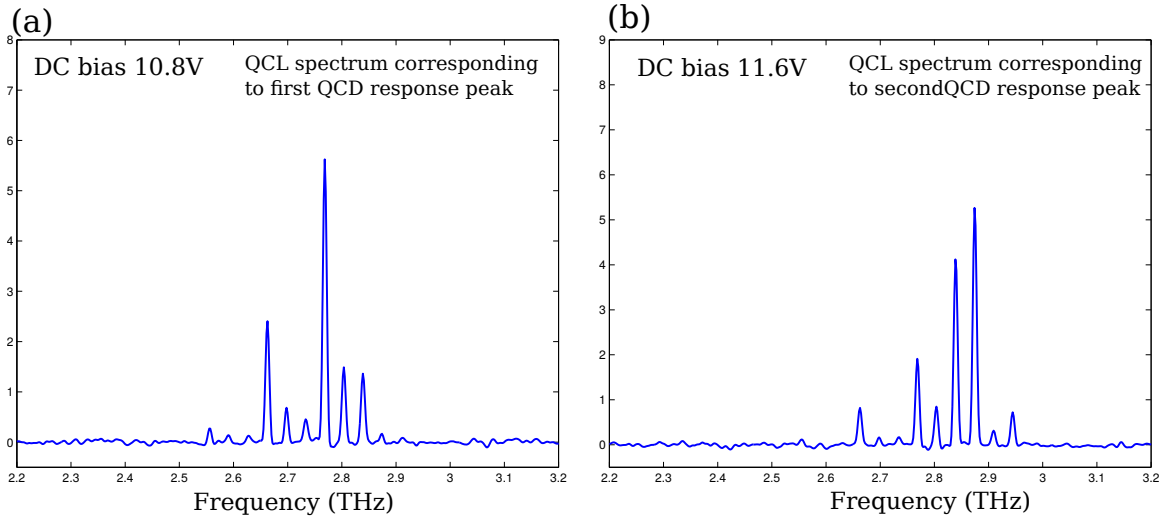 (a)
DC bias 10.8V
QCL spectrum corresponding
to first QCD response peak
8
7
6
5
4
3
2
1
0
2.2 2.3 2.4 2.5 2.6 2.7 2.8 2.9 3 3.1 3.2
Frequency (THz)
(b)
DC bias 11.6V
QCL spectrum corresponding
to secondQCD response peak
9
8
7
6
5
4
3
2
1
0
2.2 2.3 2.4 2.5 2.6 2.7 2.8 2.9 3 3.1 3.2
Frequency (THz)